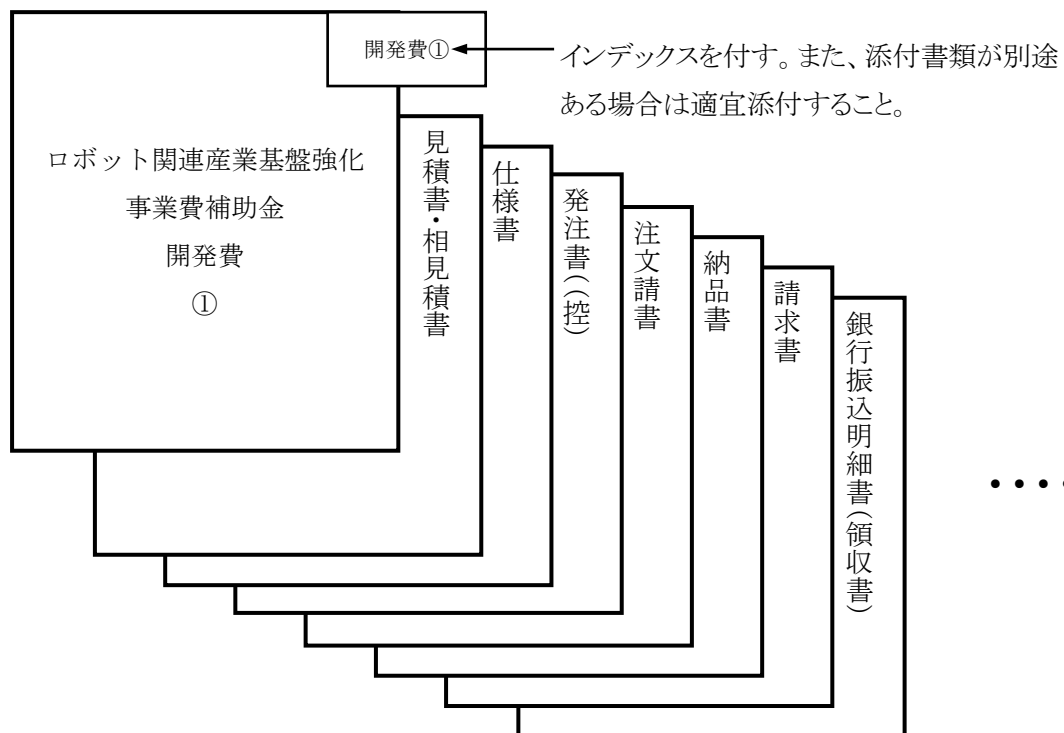 開発費①
インデックスを付す。また、添付書類が別途
ある場合は適宜添付すること。
ロボット関連産業基盤強化
事業費補助金
開発費
①
見積書・相見積書
仕様書
発注書((控)
注文請書
納品書
請求書
銀行振込明細書(領収書)
・・・・